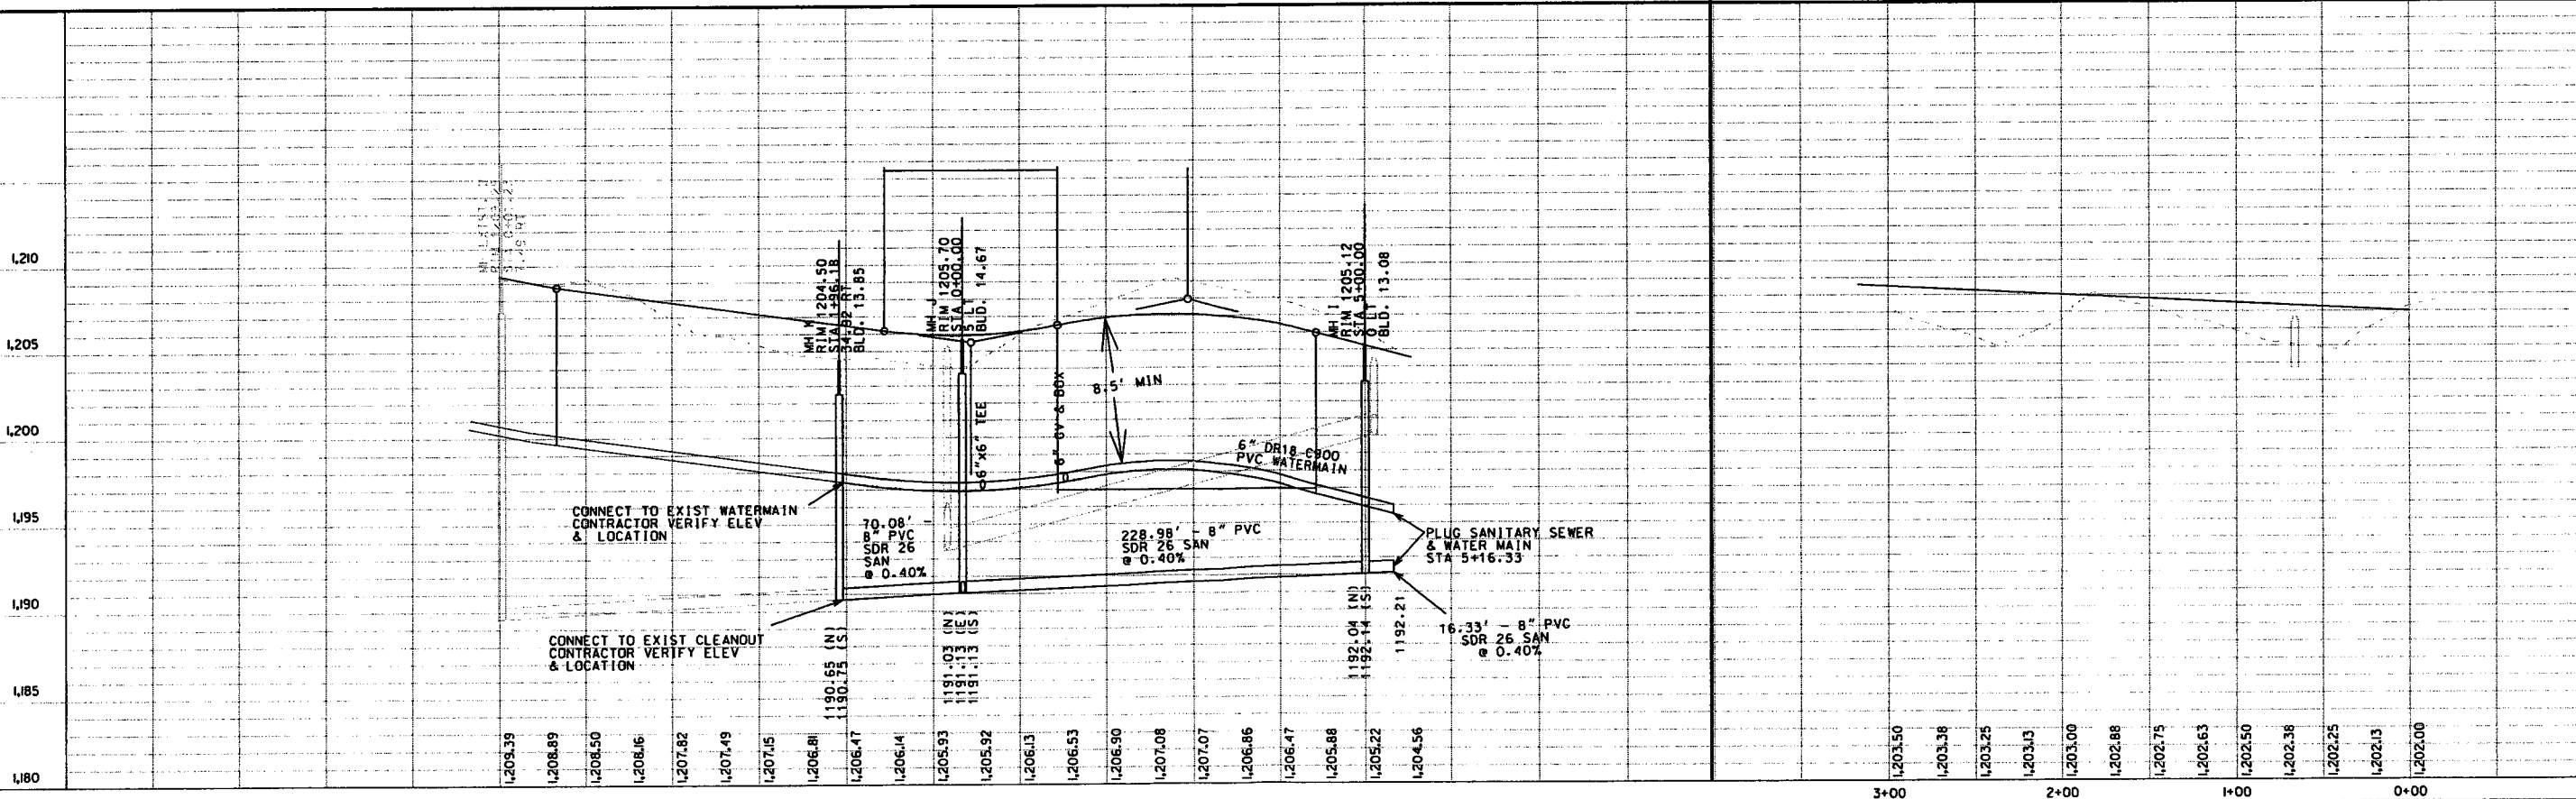 1,210
1,205
1,200
1,195
1,190
1,185
1,180
MH K
RIM 1204.50
STA 1+96.18
34.82 RT
BLD. 13.85
MH J
RIM 1205.70
STA 0+00.00
5 LT
BLD. 14.67
MH I
RIM 1205.12
STA 5+00.00
0 LT
BLD. 13.08
6"x6" TEE
6" GV & BOX
8.5' MIN
6" DR18 C900
PVC WATERMAIN
CONNECT TO EXIST WATERMAIN
CONTRACTOR VERIFY ELEV
& LOCATION
70.08' -
8" PVC
SDR 26
SAN
@ 0.40%
228.98' - 8" PVC
SDR 26 SAN
@ 0.40%
PLUG SANITARY SEWER
& WATER MAIN
STA 5+16.33
CONNECT TO EXIST CLEANOUT
CONTRACTOR VERIFY ELEV
& LOCATION
16.33' - 8" PVC
SDR 26 SAN
@ 0.40%
1190.65 (N)
1190.75 (S)
1191.03 (N)
1191.13 (E)
1191.13 (S)
1192.04 (N)
1192.14 (S)
1192.21
1,209.39
1,208.89
1,208.50
1,208.16
1,207.82
1,207.49
1,207.15
1,206.81
1,206.47
1,206.14
1,205.93
1,205.92
1,206.13
1,206.53
1,206.90
1,207.08
1,207.07
1,206.86
1,206.47
1,205.88
1,205.22
1,204.56
1,203.50
1,203.38
1,203.25
1,203.13
1,203.00
1,202.88
1,202.75
1,202.63
1,202.50
1,202.38
1,202.25
1,202.13
1,202.00
3+00
2+00
1+00
0+00